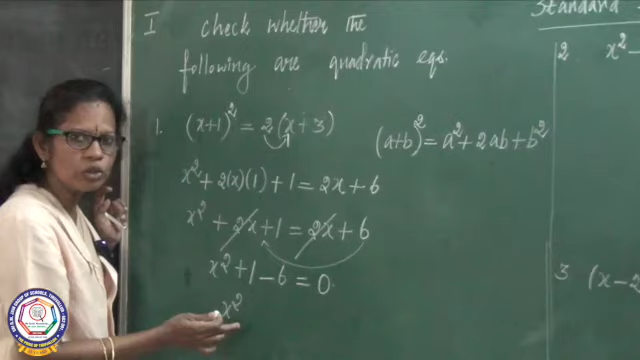 I check whether the
following are quadratic eqs.
1. (x+1)² = 2(x+3)
(a+b)² = a² + 2ab + b²
x² + 2(x)(1) + 1 = 2x + 6
x² + 2x + 1 = 2x + 6
x² + 1 − 6 = 0.
x²
Standard
2. x² −
3 (x − 2